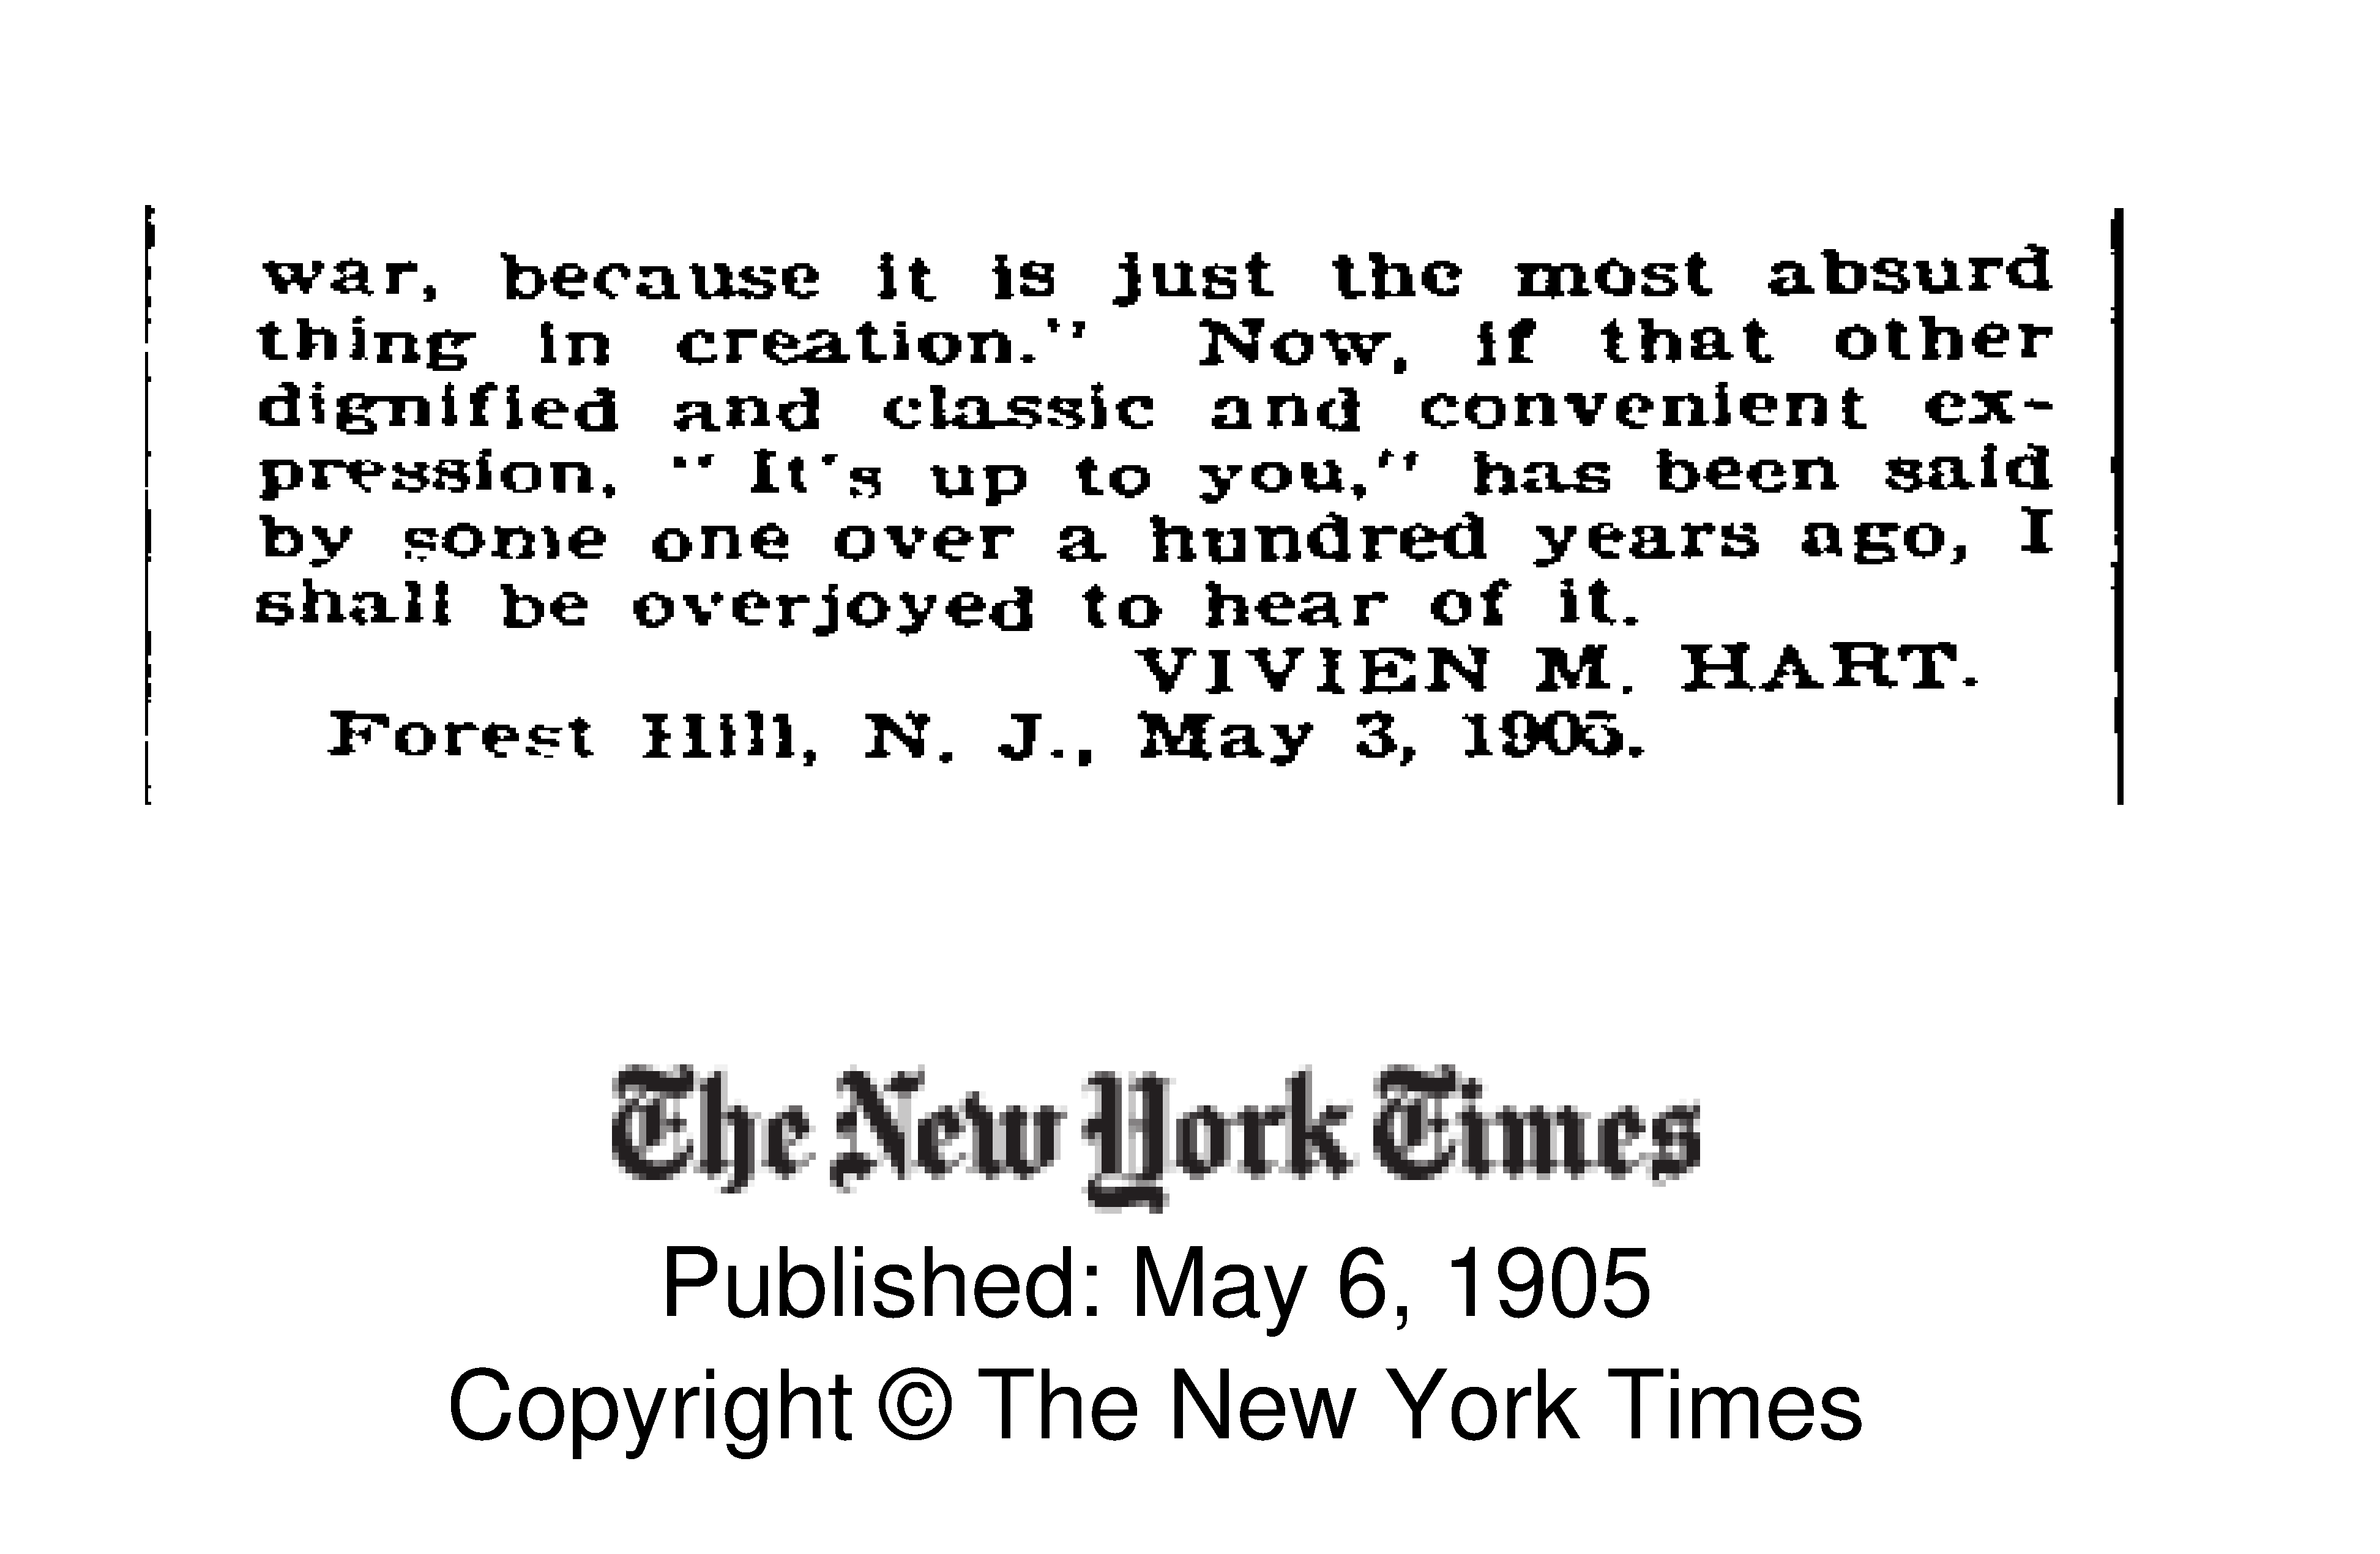 war, because it is just the most absurd
thing in creation." Now, if that other
dignified and classic and convenient ex-
pression, "It's up to you," has been said
by some one over a hundred years ago, I
shall be overjoyed to hear of it.
VIVIEN M. HART.
Forest Hill, N. J., May 3, 1905.
The New York Times
Published: May 6, 1905
Copyright © The New York Times